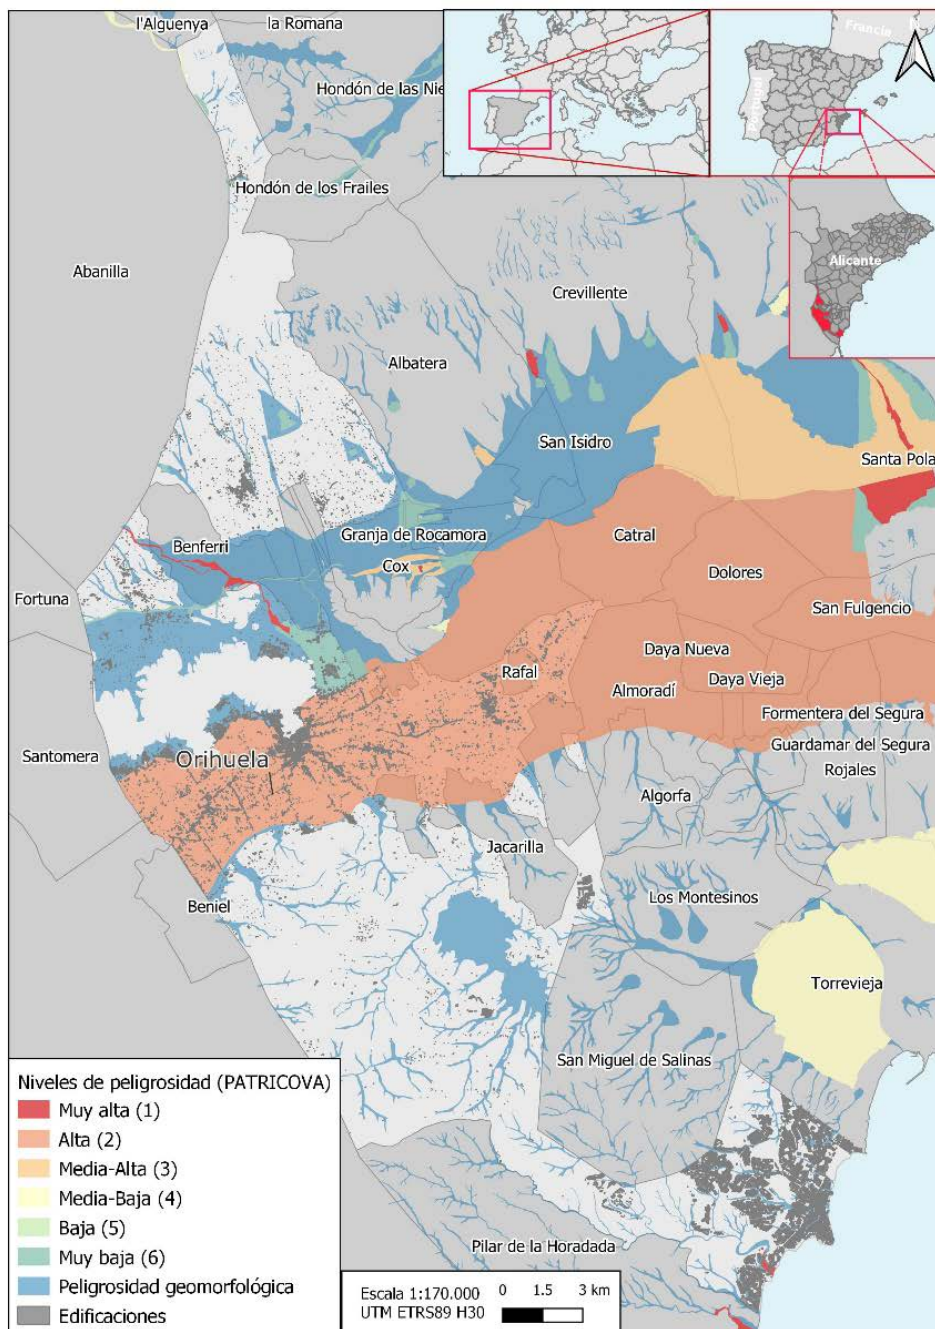 l'Alguenya
la Romana
Hondón de las Nie
Hondón de los Frailes
Francie
Portugal
Alicante
Abanilla
Crevillente
Albatera
San Isidro
Santa Pola
Granja de Rocamora
Catral
Benferri
Cox
Dolores
Fortuna
San Fulgencio
Daya Nueva
Rafal
Daya Vieja
Almoradí
Formentera del Segura
Santomera
Orihuela
Guardamar del Segura
Rojales
Algorfa
Jacarilla
Los Montesinos
Beniel
Torrevieja
San Miguel de Salinas
Pilar de la Horadada
Niveles de peligrosidad (PATRICOVA)
Muy alta (1)
Alta (2)
Media-Alta (3)
Media-Baja (4)
Baja (5)
Muy baja (6)
Peligrosidad geomorfológica
Edificaciones
Escala 1:170.000
UTM ETRS89 H30
0 1.5 3 km